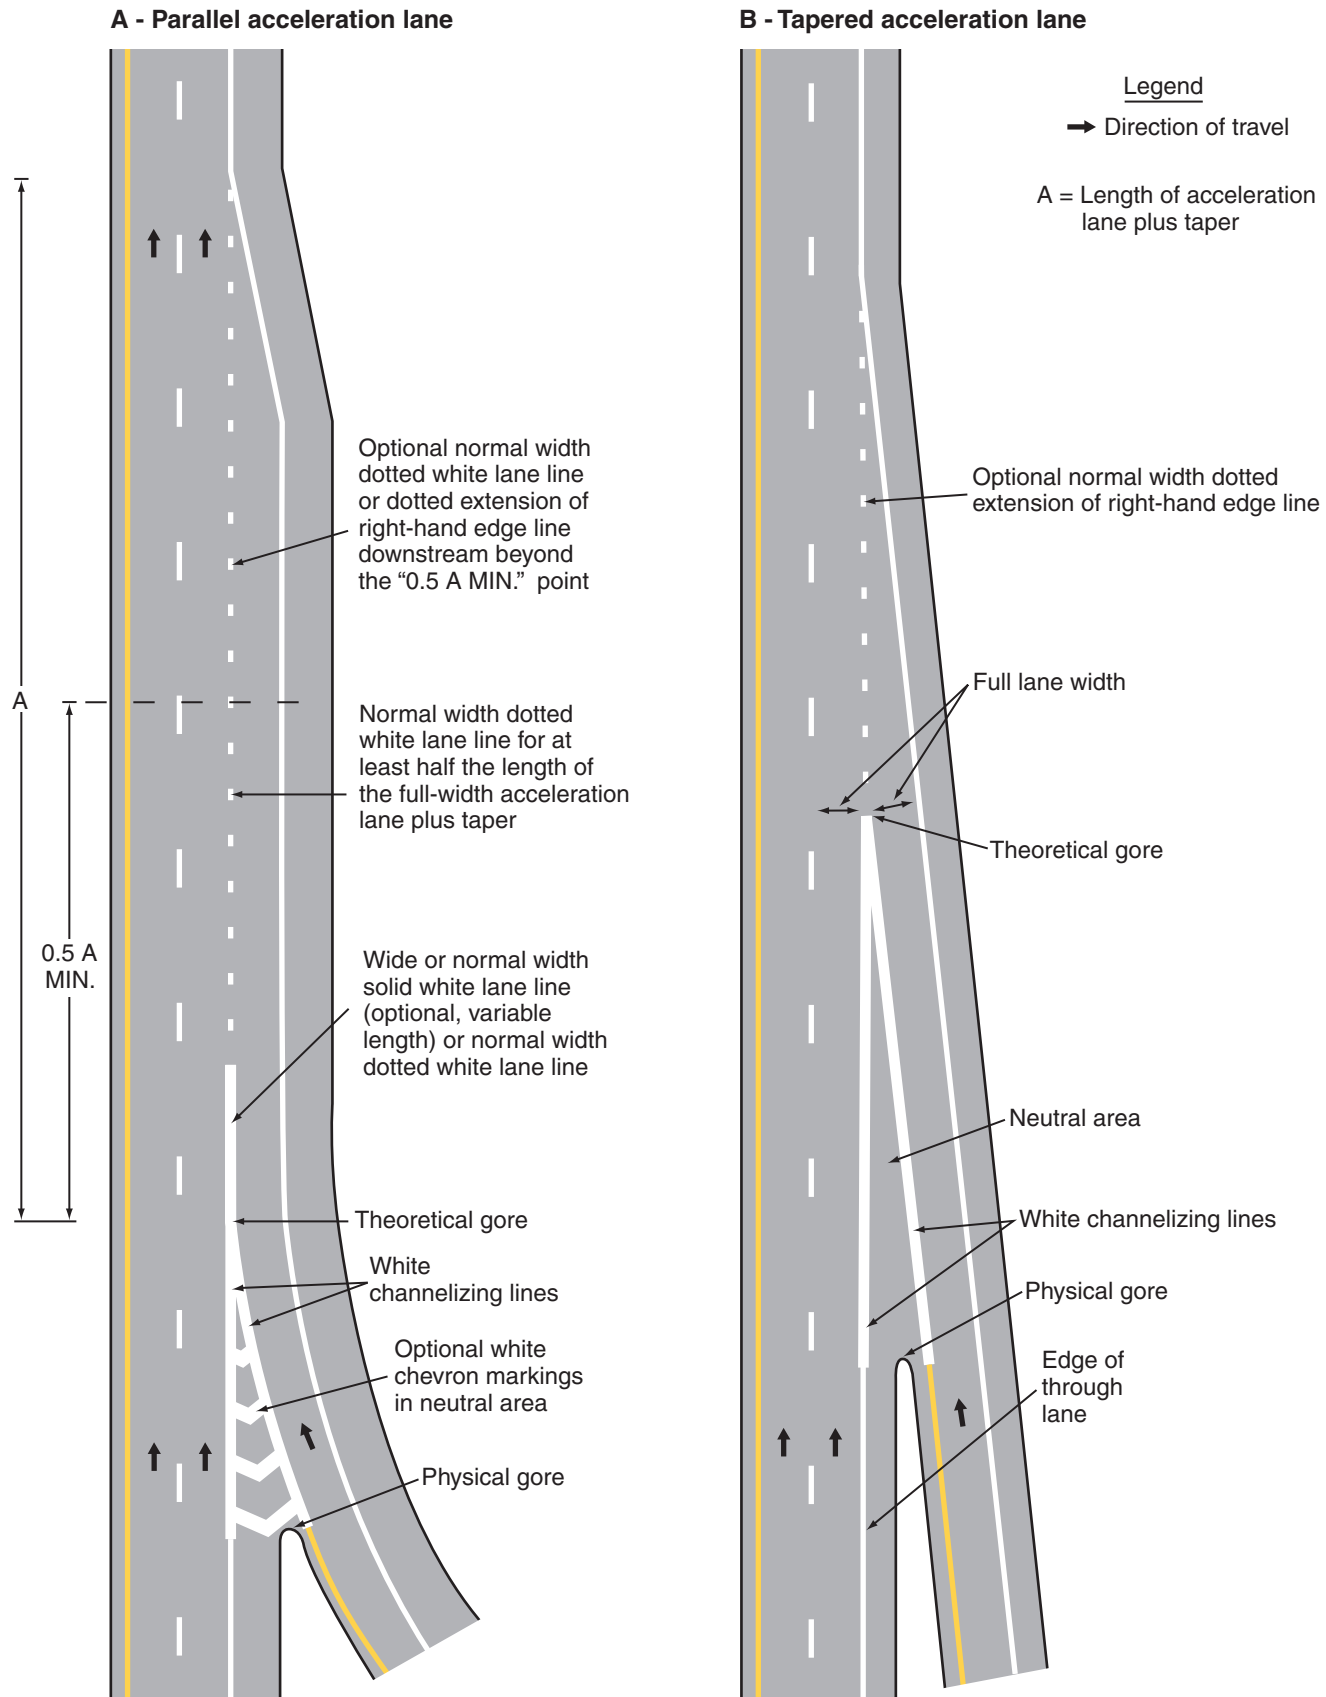 A - Parallel acceleration lane
B - Tapered acceleration lane
Legend
Direction of travel
A = Length of acceleration
lane plus taper
Optional normal width
dotted white lane line
or dotted extension of
right-hand edge line
downstream beyond
the “0.5 A MIN.” point
A
Normal width dotted
white lane line for at
least half the length of
the full-width acceleration
lane plus taper
0.5 A
MIN.
Wide or normal width
solid white lane line
(optional, variable
length) or normal width
dotted white lane line
Theoretical gore
White
channelizing lines
Optional white
chevron markings
in neutral area
Physical gore
Optional normal width dotted
extension of right-hand edge line
Full lane width
Theoretical gore
Neutral area
White channelizing lines
Physical gore
Edge of
through
lane